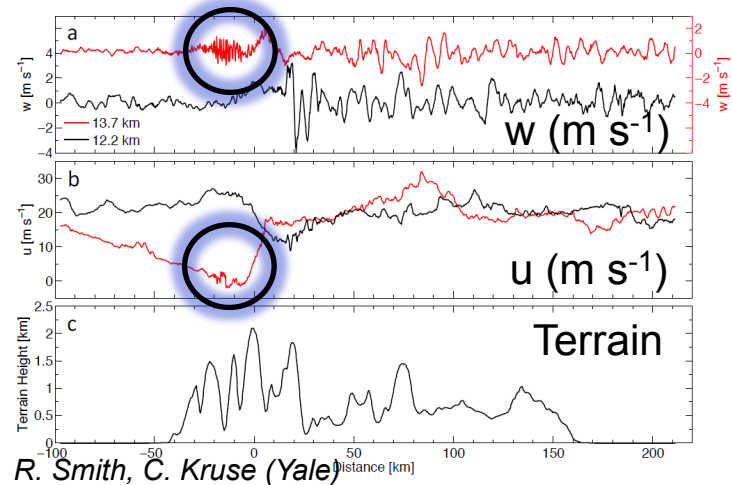 a
4
2
0
-2
-4
w [m s⁻¹]
13.7 km
12.2 km
2
0
-2
w [m s⁻¹]
w (m s⁻¹)
b
30
20
10
0
u [m s⁻¹]
u (m s⁻¹)
c
2.5
2
1.5
1
0.5
0
Terrain Height [km]
Terrain
-100 -50 0 50 100 150 200
Distance [km]
R. Smith, C. Kruse (Yale)